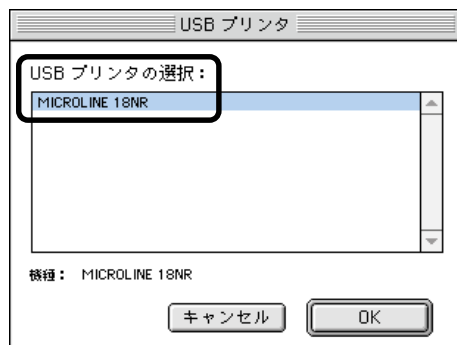 USB プリンタ
USB プリンタの選択：
MICROLINE 18NR
機種： MICROLINE 18NR
キャンセル OK